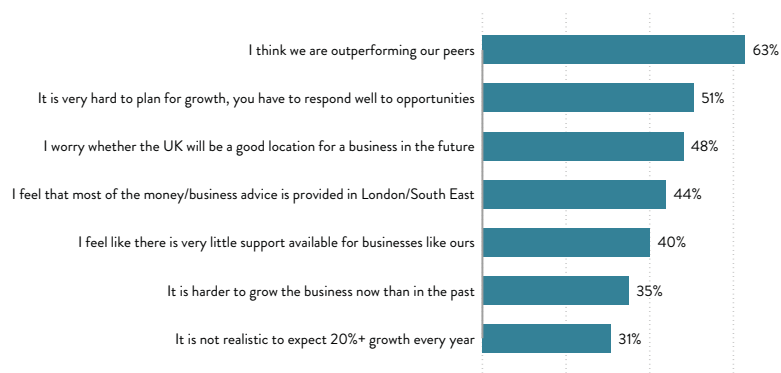 I think we are outperforming our peers 63%
It is very hard to plan for growth, you have to respond well to opportunities 51%
I worry whether the UK will be a good location for a business in the future 48%
I feel that most of the money/business advice is provided in London/South East 44%
I feel like there is very little support available for businesses like ours 40%
It is harder to grow the business now than in the past 35%
It is not realistic to expect 20%+ growth every year 31%